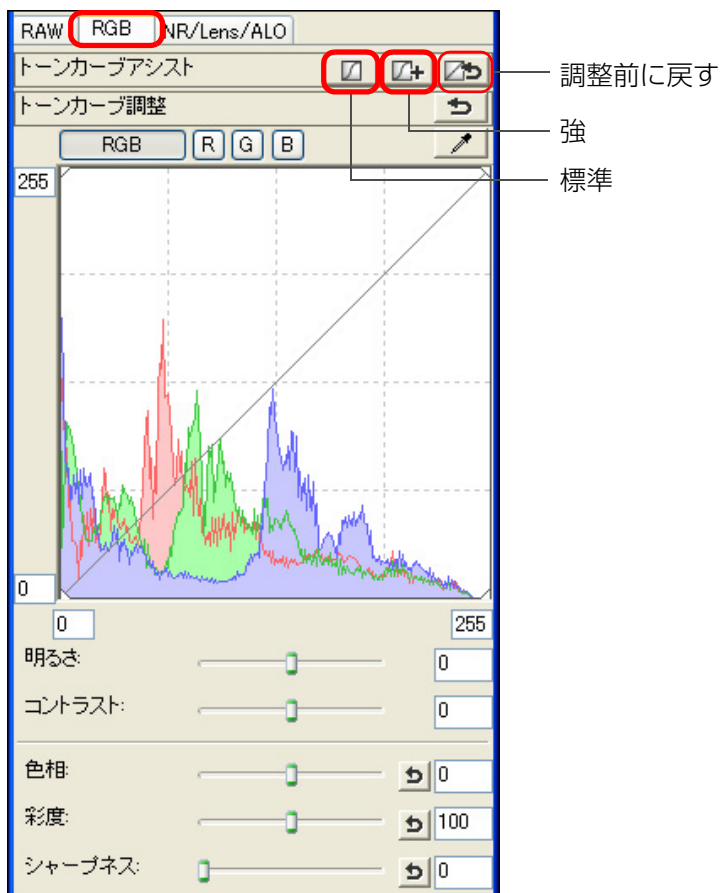 RAW RGB NR/Lens/ALO
トーンカーブアシスト
調整前に戻す
トーンカーブ調整
強
RGB R G B
標準
255
0
0 255
明るさ: 0
コントラスト: 0
色相: 0
彩度: 100
シャープネス: 0